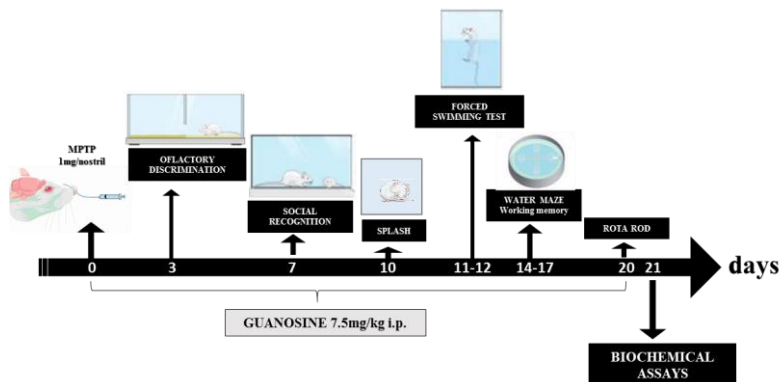 FORCED
SWIMMING TEST
MPTP
1mg/nostril
OFLACTORY
DISCRIMINATION
SOCIAL
RECOGNITION
SPLASH
WATER MAZE
Working memory
ROTA ROD
0 3 7 10 11-12 14-17 20 21 days
GUANOSINE 7.5mg/kg i.p.
BIOCHEMICAL
ASSAYS